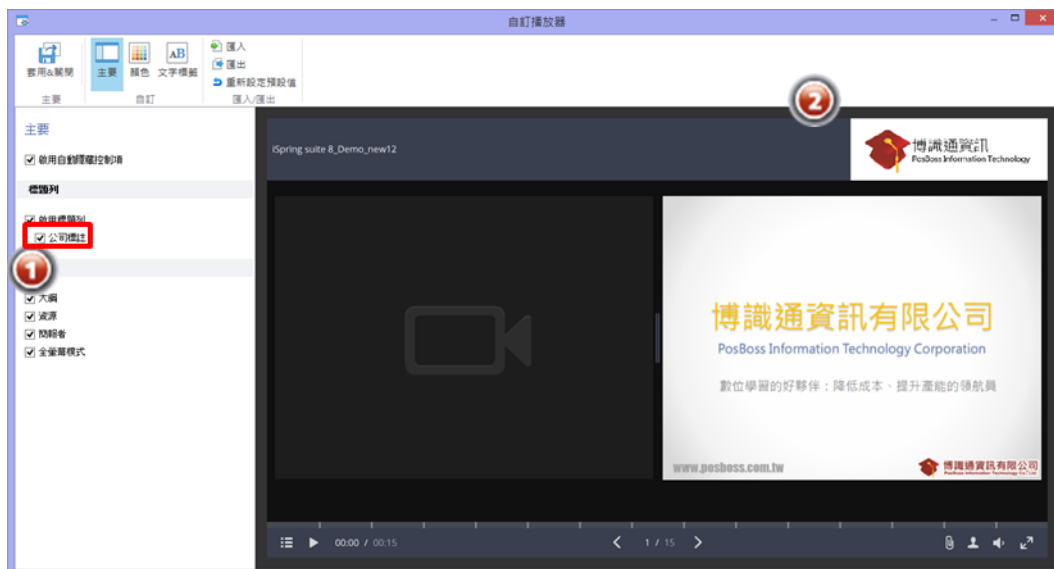 自訂播放器
套用&關閉
主要
顏色
文字標籤
匯入
匯出
重新設定預設值
主要
自訂
匯入/匯出
主要
啟用自動隱藏控制項
標題列
啟用標題列
公司標誌
1
大綱
資源
簡報者
全螢幕模式
2
iSpring suite 8_Demo_new12
博識通資訊
PosBoss Information Technology
博識通資訊有限公司
PosBoss Information Technology Corporation
數位學習的好夥伴：降低成本、提升產能的領航員
www.posboss.com.tw
博識通資訊有限公司
PosBoss Information Technology Co., Ltd
00:00 / 00:15
1 / 15